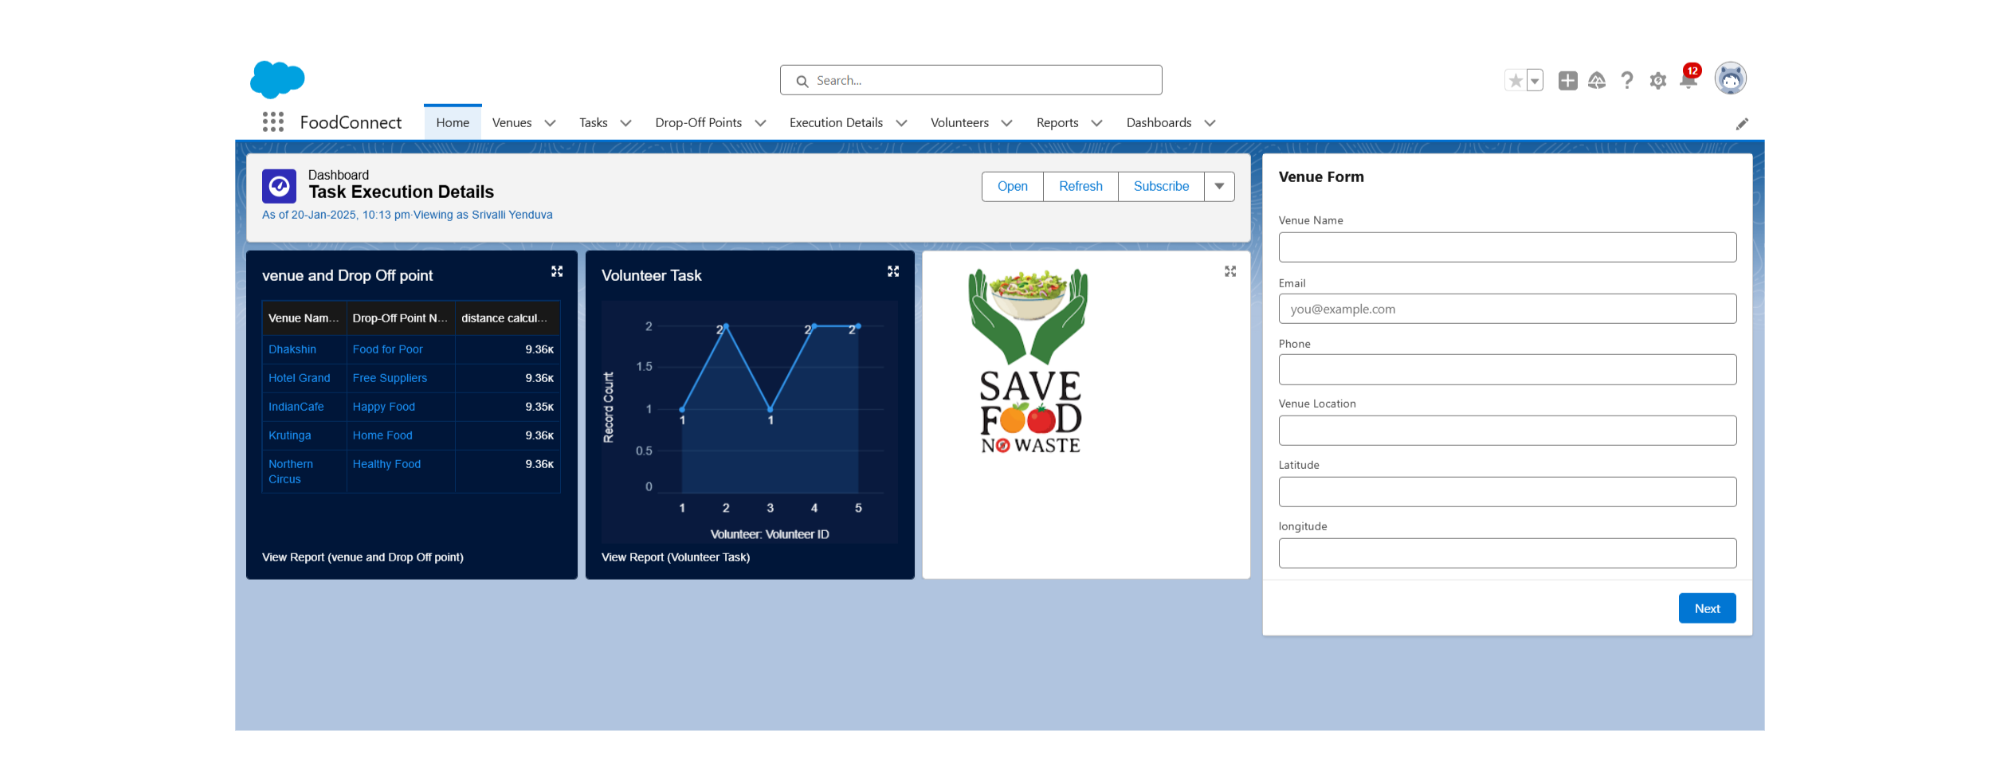 Search...
12
FoodConnect
Home
Venues
Tasks
Drop-Off Points
Execution Details
Volunteers
Reports
Dashboards
Dashboard
Task Execution Details
As of 20-Jan-2025, 10:13 pm·Viewing as Srivalli Yenduva
Open
Refresh
Subscribe
venue and Drop Off point
Venue Nam... Drop-Off Point N... distance calcul...
Dhakshin Food for Poor 9.36K
Hotel Grand Free Suppliers 9.36K
IndianCafe Happy Food 9.35K
Krutinga Home Food 9.36K
Northern Healthy Food 9.36K
Circus
View Report (venue and Drop Off point)
Volunteer Task
Record Count
2
1.5
1
0.5
0
1
2
1
2
2
1 2 3 4 5
Volunteer: Volunteer ID
View Report (Volunteer Task)
SAVE
FOOD
NO WASTE
Venue Form
Venue Name
Email
you@example.com
Phone
Venue Location
Latitude
longitude
Next